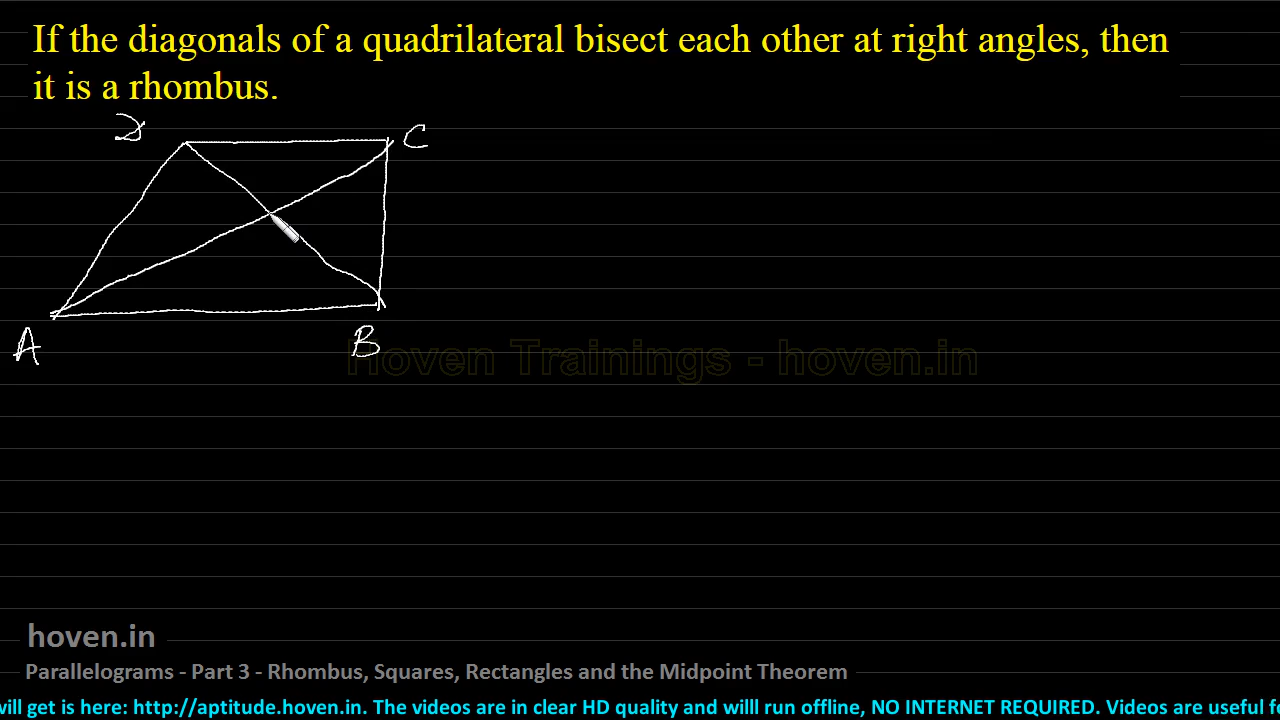 If the diagonals of a quadrilateral bisect each other at right angles, then
it is a rhombus.
D
C
A
B
Hoven Trainings - hoven.in
hoven.in
Parallelograms - Part 3 - Rhombus, Squares, Rectangles and the Midpoint Theorem
will get is here: http://aptitude.hoven.in. The videos are in clear HD quality and willl run offline, NO INTERNET REQUIRED. Videos are useful f